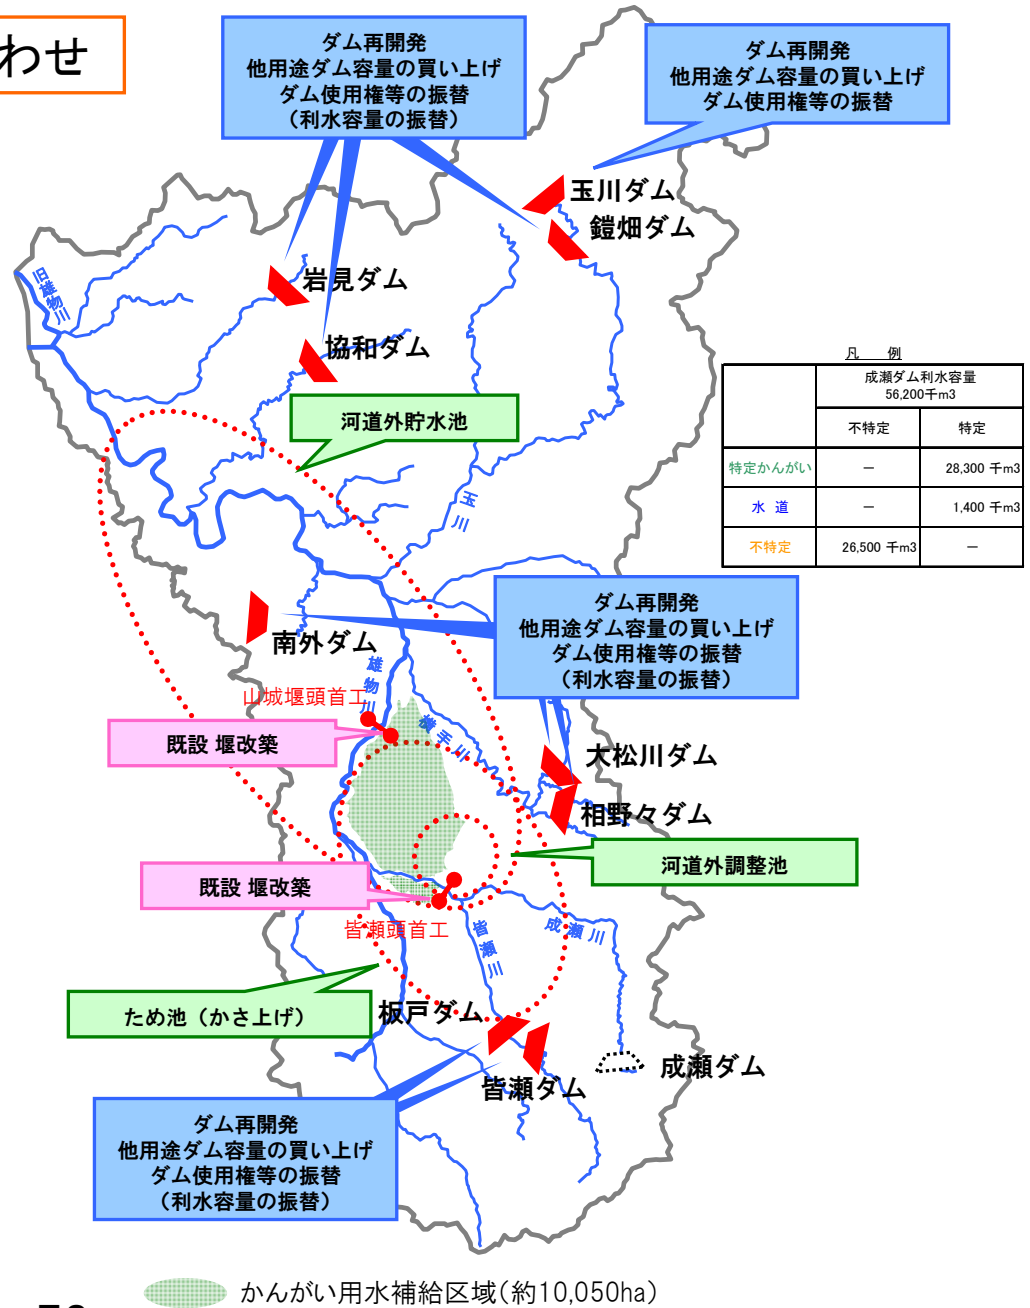 わせ
ダム再開発
他用途ダム容量の買い上げ
ダム使用権等の振替
（利水容量の振替）
ダム再開発
他用途ダム容量の買い上げ
ダム使用権等の振替
玉川ダム
鎧畑ダム
岩見ダム
旧雄物川
協和ダム
凡　例
成瀬ダム利水容量
56,200千m3
不特定 特定
特定かんがい － 28,300 千m3
水 道 － 1,400 千m3
不特定 26,500 千m3 －
河道外貯水池
玉川
ダム再開発
他用途ダム容量の買い上げ
ダム使用権等の振替
（利水容量の振替）
南外ダム
雄物川
山城堰頭首工
横手川
既設 堰改築
大松川ダム
相野々ダム
河道外調整池
既設 堰改築
皆瀬頭首工
皆瀬川
成瀬川
ため池（かさ上げ）
板戸ダム
成瀬ダム
皆瀬ダム
ダム再開発
他用途ダム容量の買い上げ
ダム使用権等の振替
（利水容量の振替）
かんがい用水補給区域（約10,050ha）